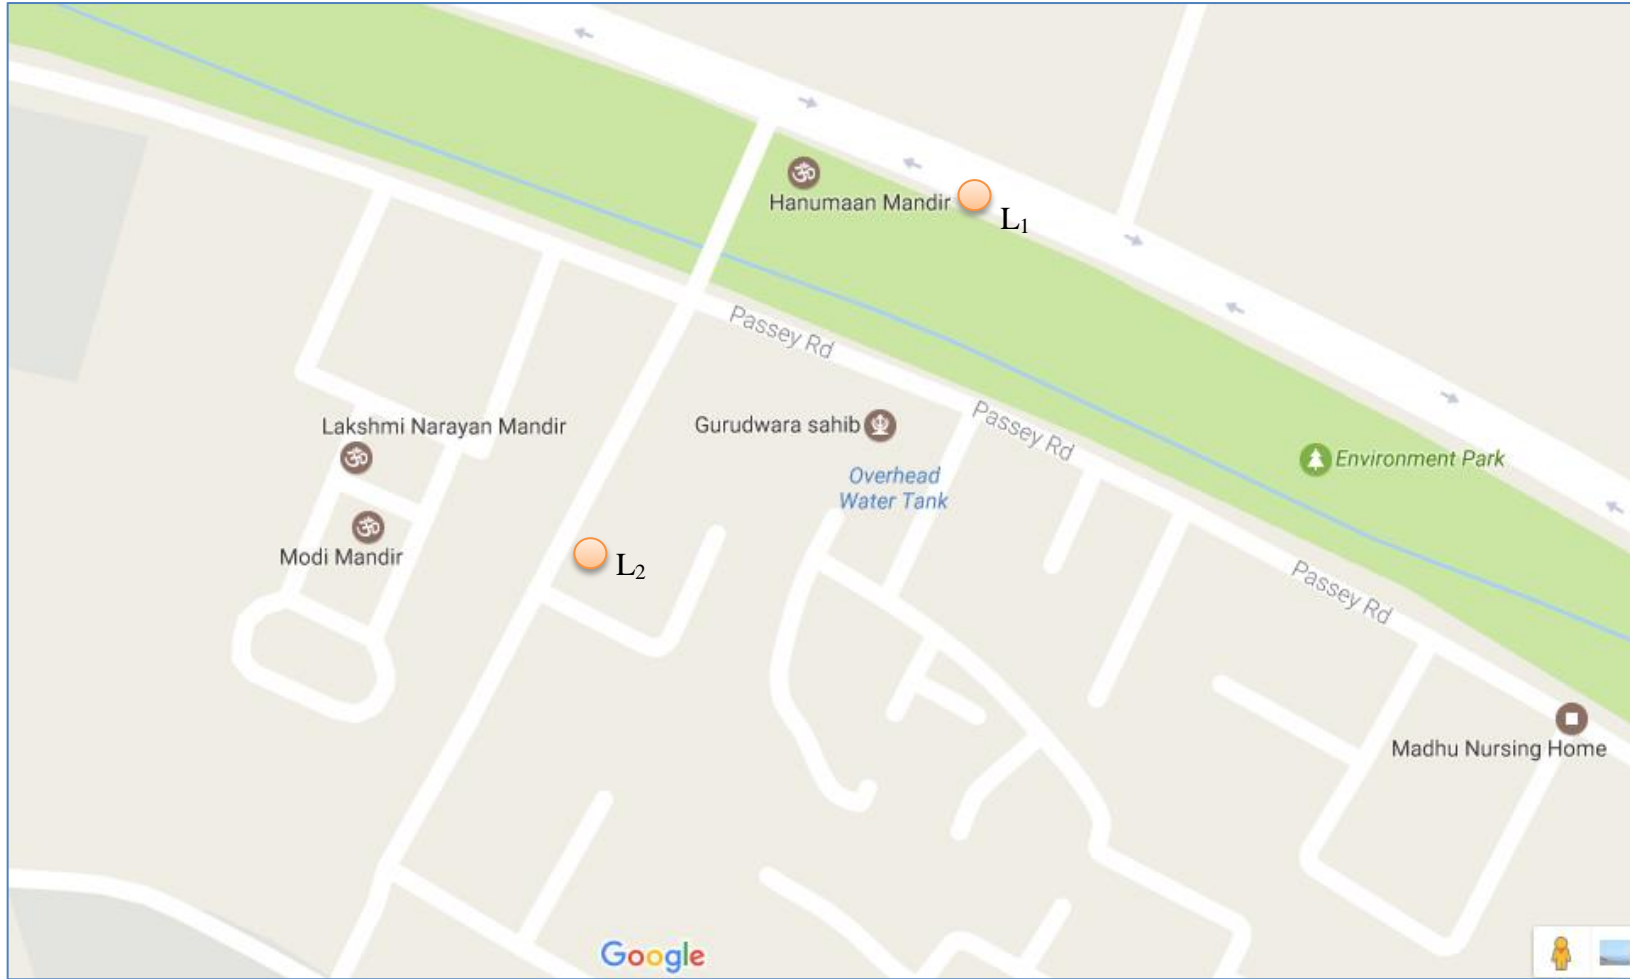 Hanumaan Mandir
L1
Passey Rd
Lakshmi Narayan Mandir
Gurudwara sahib
Passey Rd
Environment Park
Overhead
Water Tank
Modi Mandir
L2
Passey Rd
Madhu Nursing Home
Google